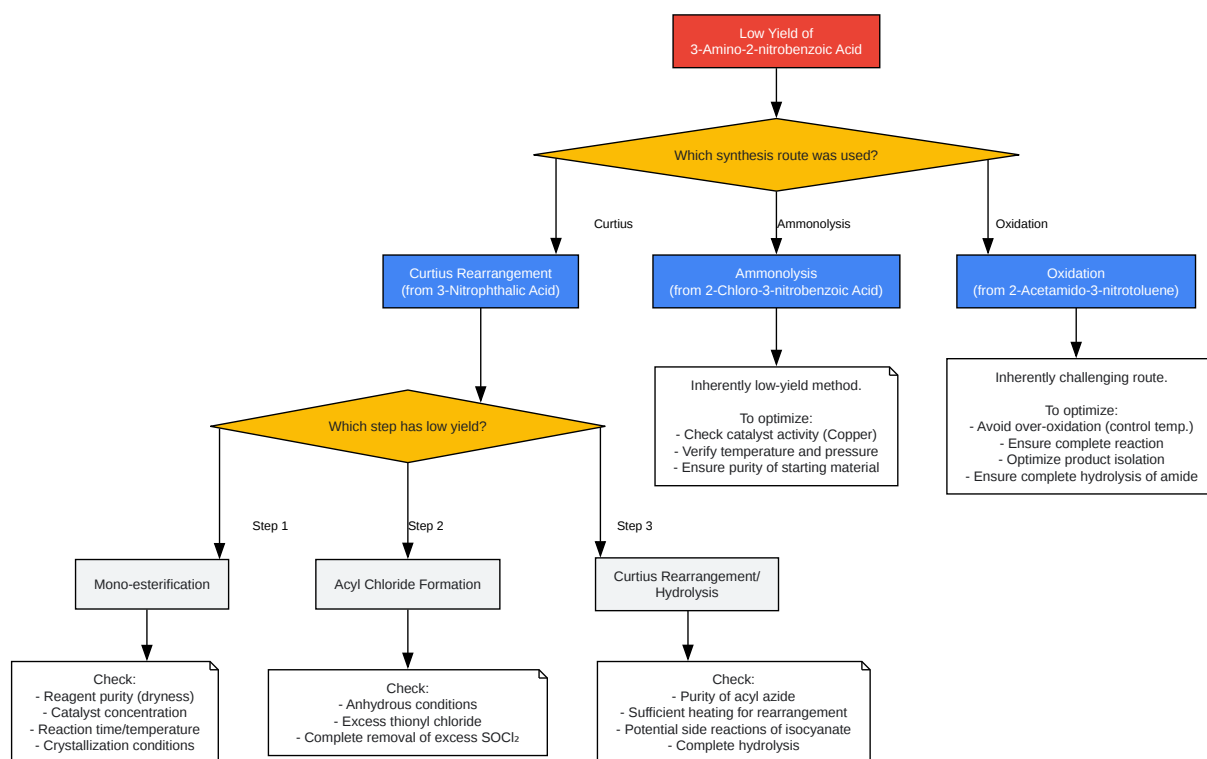 Low Yield of
3-Amino-2-nitrobenzoic Acid
Which synthesis route was used?
Curtius
Ammonolysis
Oxidation
Curtius Rearrangement
(from 3-Nitrophthalic Acid)
Ammonolysis
(from 2-Chloro-3-nitrobenzoic Acid)
Oxidation
(from 2-Acetamido-3-nitrotoluene)
Inherently low-yield method.
To optimize:
- Check catalyst activity (Copper)
- Verify temperature and pressure
- Ensure purity of starting material
Inherently challenging route.
To optimize:
- Avoid over-oxidation (control temp.)
- Ensure complete reaction
- Optimize product isolation
- Ensure complete hydrolysis of amide
Which step has low yield?
Step 1
Step 2
Step 3
Mono-esterification
Acyl Chloride Formation
Curtius Rearrangement/
Hydrolysis
Check:
- Reagent purity (dryness)
- Catalyst concentration
- Reaction time/temperature
- Crystallization conditions
Check:
- Anhydrous conditions
- Excess thionyl chloride
- Complete removal of excess SOCl₂
Check:
- Purity of acyl azide
- Sufficient heating for rearrangement
- Potential side reactions of isocyanate
- Complete hydrolysis